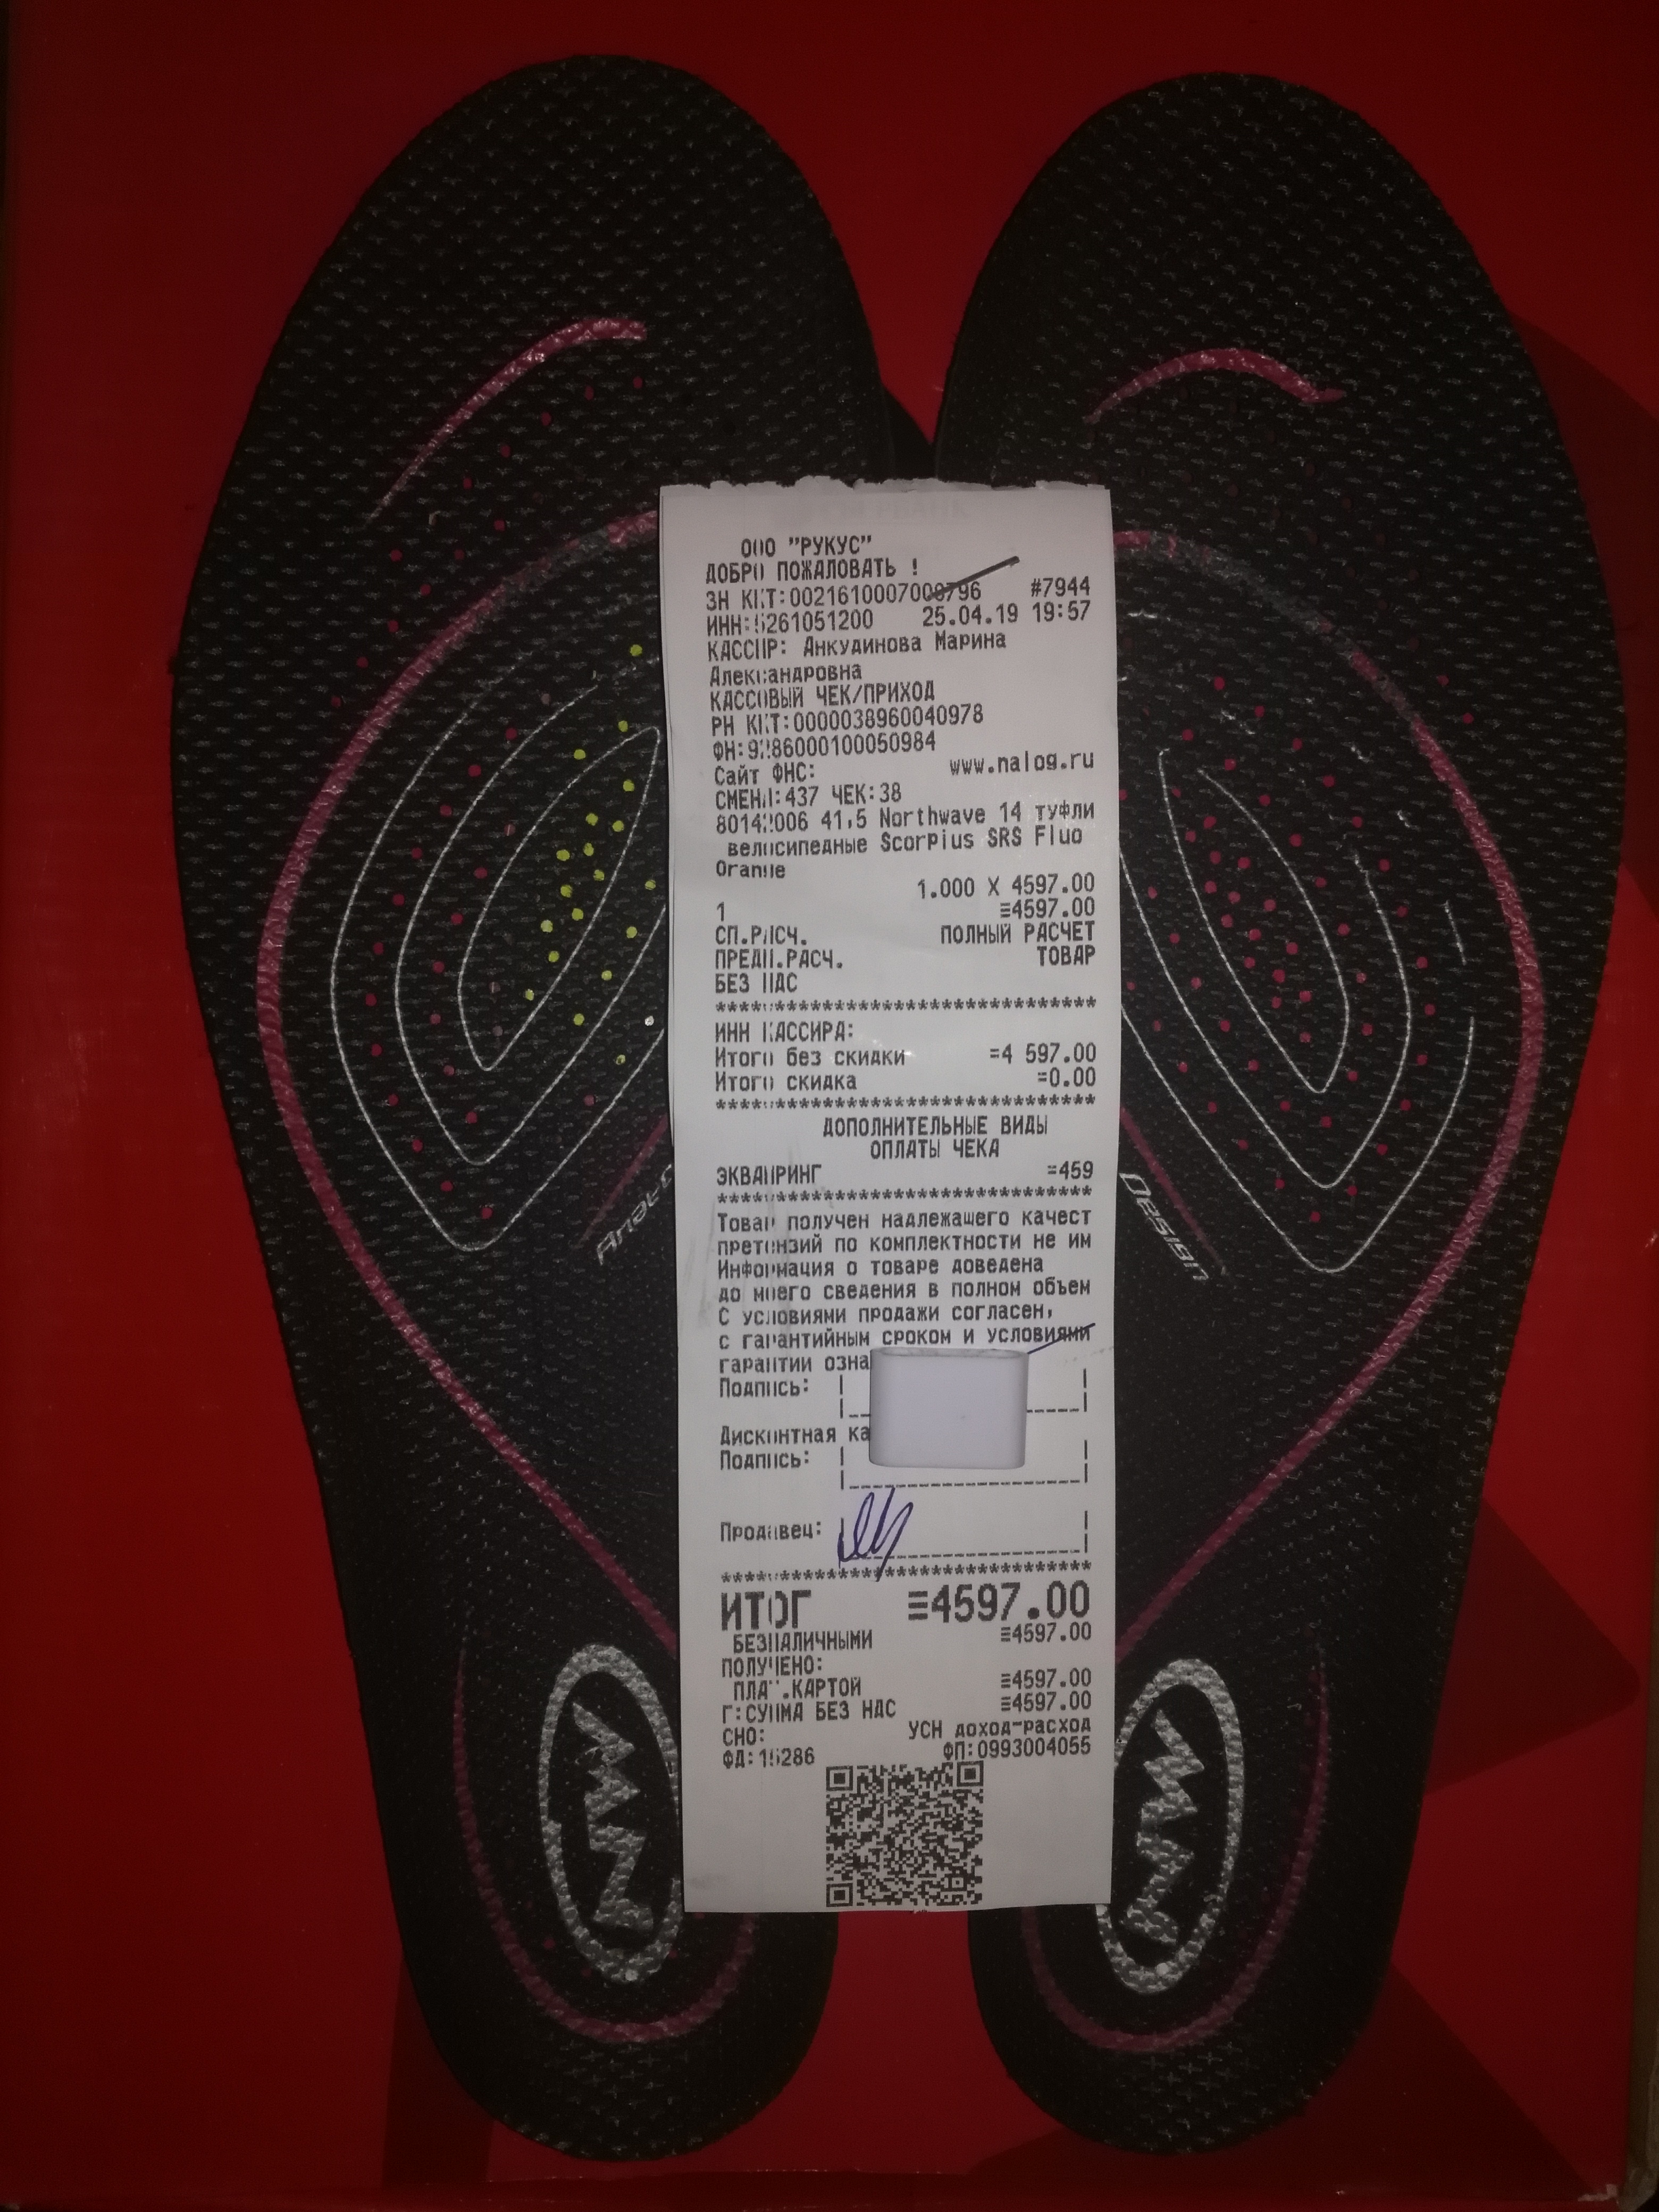 ООО "РУКУС"
ДОБРО ПОЖАЛОВАТЬ !
ЗН ККТ:0021610007000796 #7944
ИНН:5261051200 25.04.19 19:57
КАССИР: Анкудинова Марина
Александровна
КАССОВЫЙ ЧЕК/ПРИХОД
РН ККТ:0000038960040978
ФН:9286000100050984
Сайт ФНС: www.nalog.ru
СМЕНА:437 ЧЕК:38
80142006 41,5 Northwave 14 туфли
велосипедные Scorpius SRS Fluo
Orange
1.000 X 4597.00
1 ≡4597.00
СП.РАСЧ. ПОЛНЫЙ РАСЧЕТ
ПРЕДМ.РАСЧ. ТОВАР
БЕЗ НДС
********************************
ИНН КАССИРА:
Итого без скидки =4 597.00
Итого скидка =0.00
********************************
ДОПОЛНИТЕЛЬНЫЕ ВИДЫ
ОПЛАТЫ ЧЕКА
ЭКВАЙРИНГ =459
********************************
Товар получен надлежащего качест
претензий по комплектности не им
Информация о товаре доведена
до моего сведения в полном объем
С условиями продажи согласен,
с гарантийным сроком и условиями
гарантии озна
Подпись:
Дисконтная ка
Подпись:
Продавец:
********************************
ИТОГ ≡4597.00
БЕЗНАЛИЧНЫМИ ≡4597.00
ПОЛУЧЕНО:
ПЛАТ.КАРТОЙ ≡4597.00
Г:СУММА БЕЗ НДС ≡4597.00
СНО: УСН доход-расход
ФД:15286 ФП:0993004055
Design
NW
NW